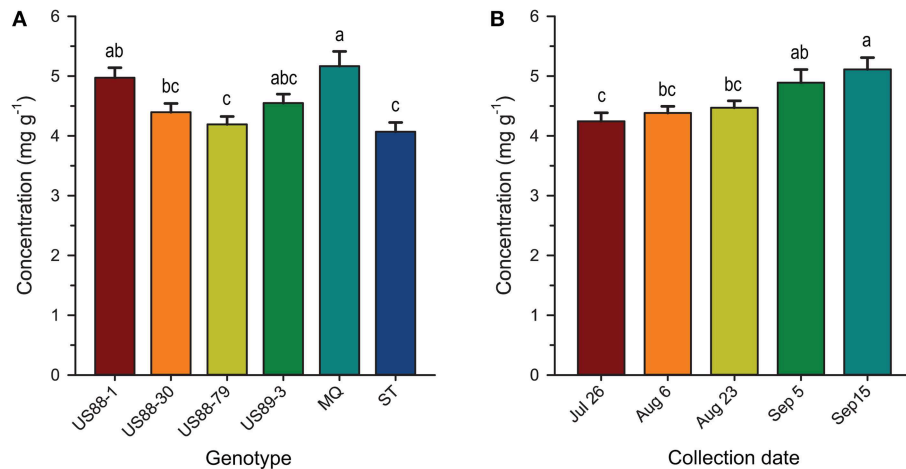 A
Concentration (mg g-1)
6
5
4
3
2
1
0
ab
bc
c
abc
a
c
US88-1
US88-30
US88-79
US89-3
MQ
ST
Genotype
B
Concentration (mg g-1)
6
5
4
3
2
1
0
c
bc
bc
ab
a
Jul 26
Aug 6
Aug 23
Sep 5
Sep15
Collection date